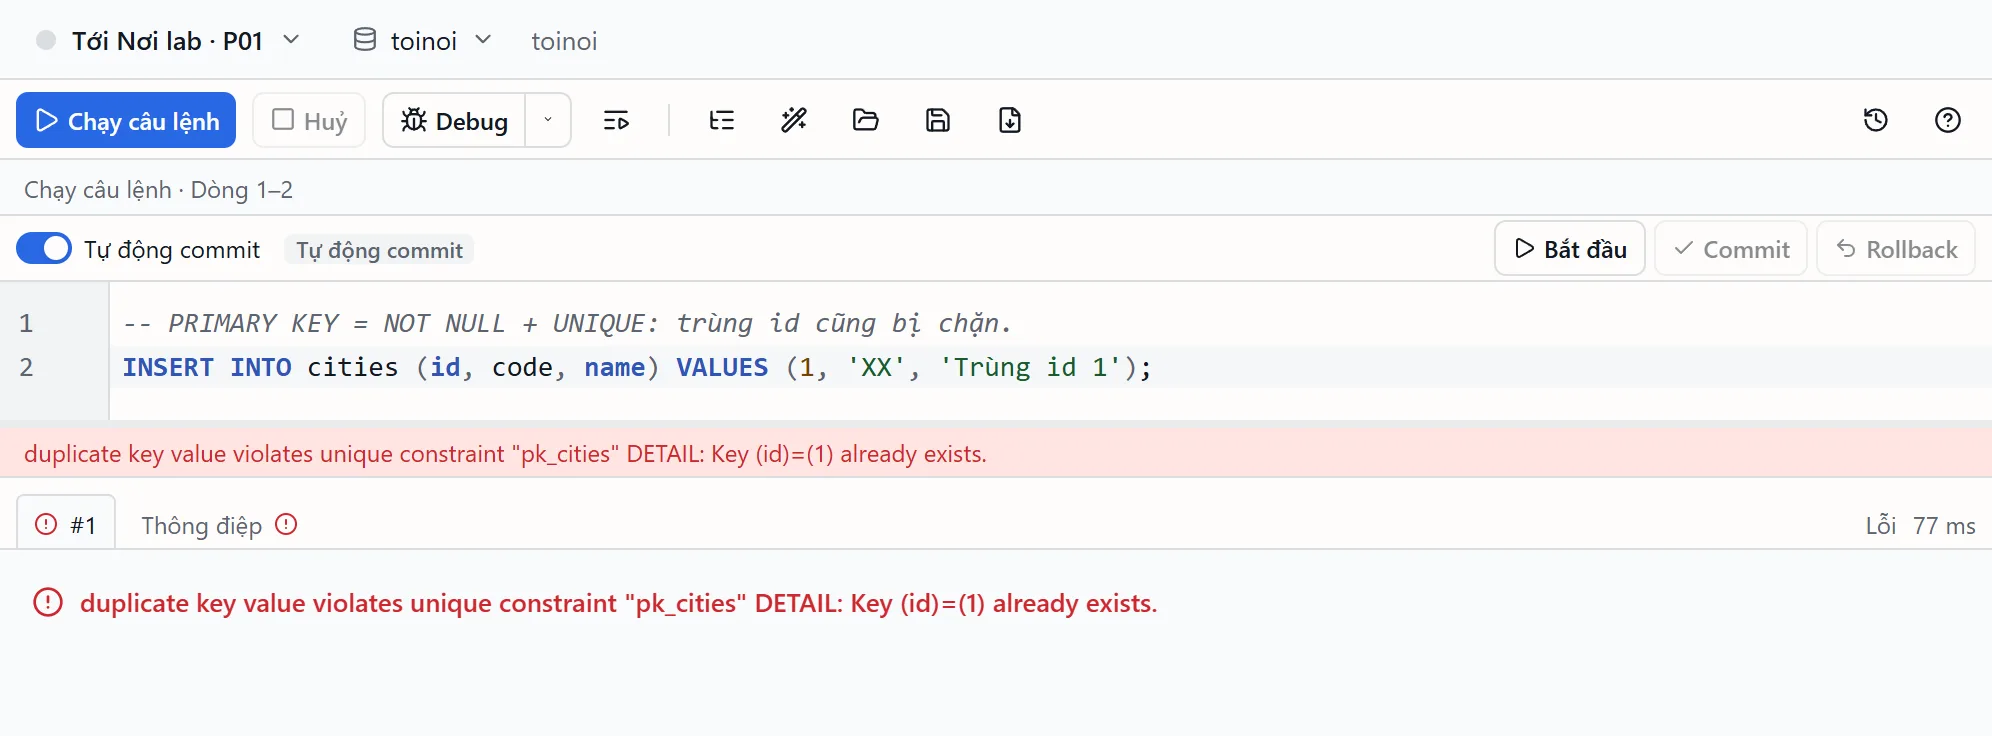 Tới Nơi lab · P01 toinoi toinoi
Chạy câu lệnh Huỷ Debug
Chạy câu lệnh · Dòng 1–2
Tự động commit Tự động commit Bắt đầu Commit Rollback
1 -- PRIMARY KEY = NOT NULL + UNIQUE: trùng id cũng bị chặn.
2 INSERT INTO cities (id, code, name) VALUES (1, 'XX', 'Trùng id 1');
duplicate key value violates unique constraint "pk_cities" DETAIL: Key (id)=(1) already exists.
#1 Thông điệp Lỗi 77 ms
duplicate key value violates unique constraint "pk_cities" DETAIL: Key (id)=(1) already exists.